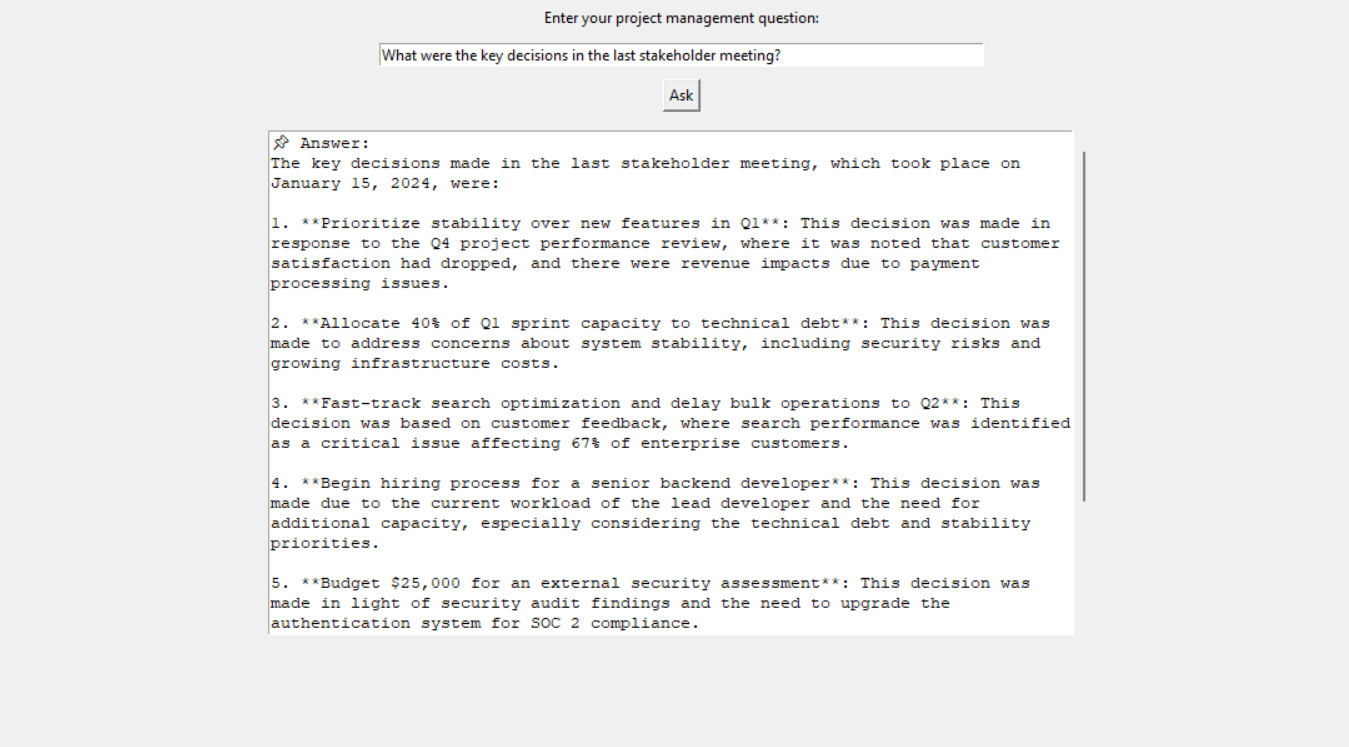 Enter your project management question:
What were the key decisions in the last stakeholder meeting?
Ask
📌 Answer:
The key decisions made in the last stakeholder meeting, which took place on
January 15, 2024, were:
1. **Prioritize stability over new features in Q1**: This decision was made in
response to the Q4 project performance review, where it was noted that customer
satisfaction had dropped, and there were revenue impacts due to payment
processing issues.
2. **Allocate 40% of Q1 sprint capacity to technical debt**: This decision was
made to address concerns about system stability, including security risks and
growing infrastructure costs.
3. **Fast-track search optimization and delay bulk operations to Q2**: This
decision was based on customer feedback, where search performance was identified
as a critical issue affecting 67% of enterprise customers.
4. **Begin hiring process for a senior backend developer**: This decision was
made due to the current workload of the lead developer and the need for
additional capacity, especially considering the technical debt and stability
priorities.
5. **Budget $25,000 for an external security assessment**: This decision was
made in light of security audit findings and the need to upgrade the
authentication system for SOC 2 compliance.